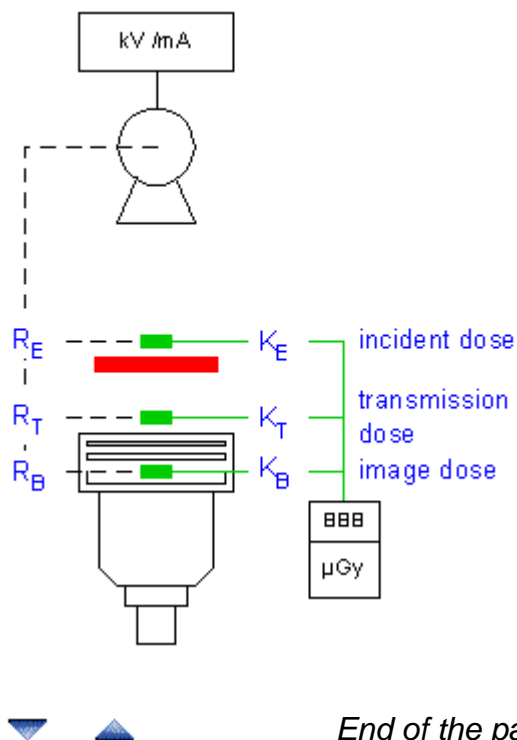 kV /mA
R_E K_E incident dose
R_T K_T transmission
dose
R_B K_B image dose
888
µGy
End of the pa